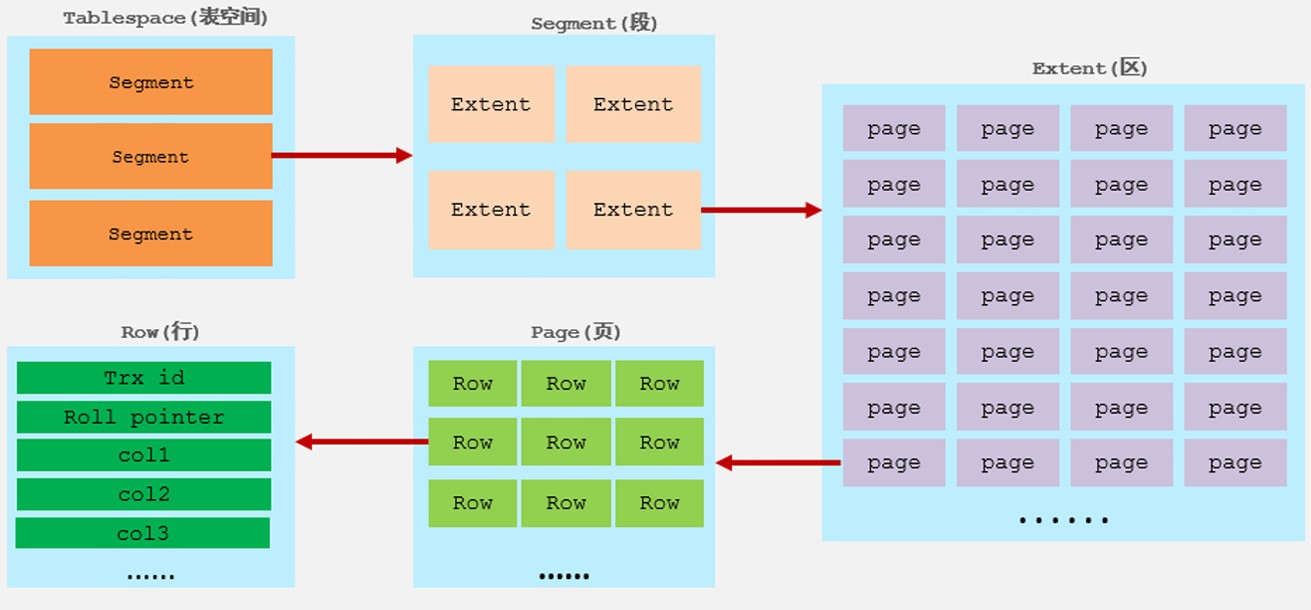 Tablespace(表空间)
Segment
Segment
Segment
Segment(段)
Extent Extent
Extent Extent
Extent(区)
page page page page
page page page page
page page page page
page page page page
page page page page
page page page page
page page page page
......
Row(行)
Trx id
Roll pointer
col1
col2
col3
......
Page(页)
Row Row Row
Row Row Row
Row Row Row
......